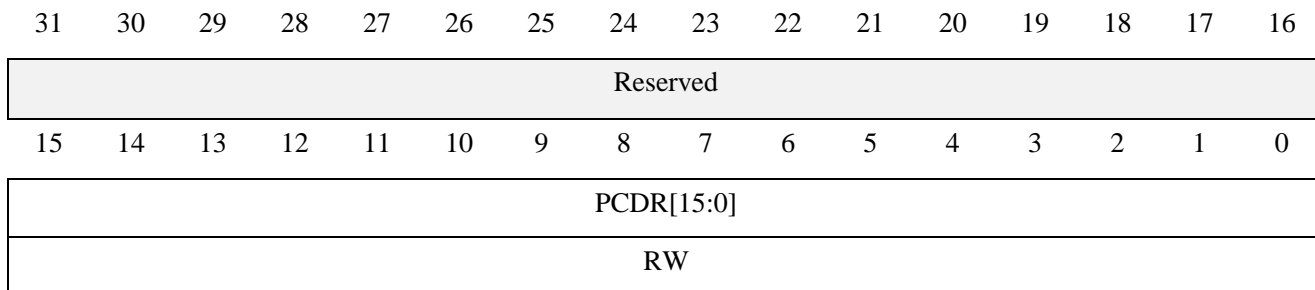 31 30 29 28 27 26 25 24 23 22 21 20 19 18 17 16
Reserved
15 14 13 12 11 10 9 8 7 6 5 4 3 2 1 0
PCDR[15:0]
RW